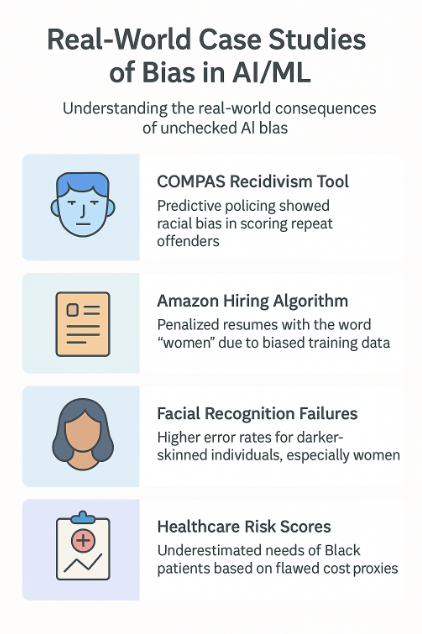 Real-World Case Studies
of Bias in AI/ML
Understanding the real-world consequences
of unchecked AI blas
COMPAS Recidivism Tool
Predictive policing showed
racial bias in scoring repeat
offenders
Amazon Hiring Algorithm
Penalized resumes with the word
“women” due to biased training data
Facial Recognition Failures
Higher error rates for darker-
skinned individuals, especially women
Healthcare Risk Scores
Underestimated needs of Black
patients based on flawed cost proxies